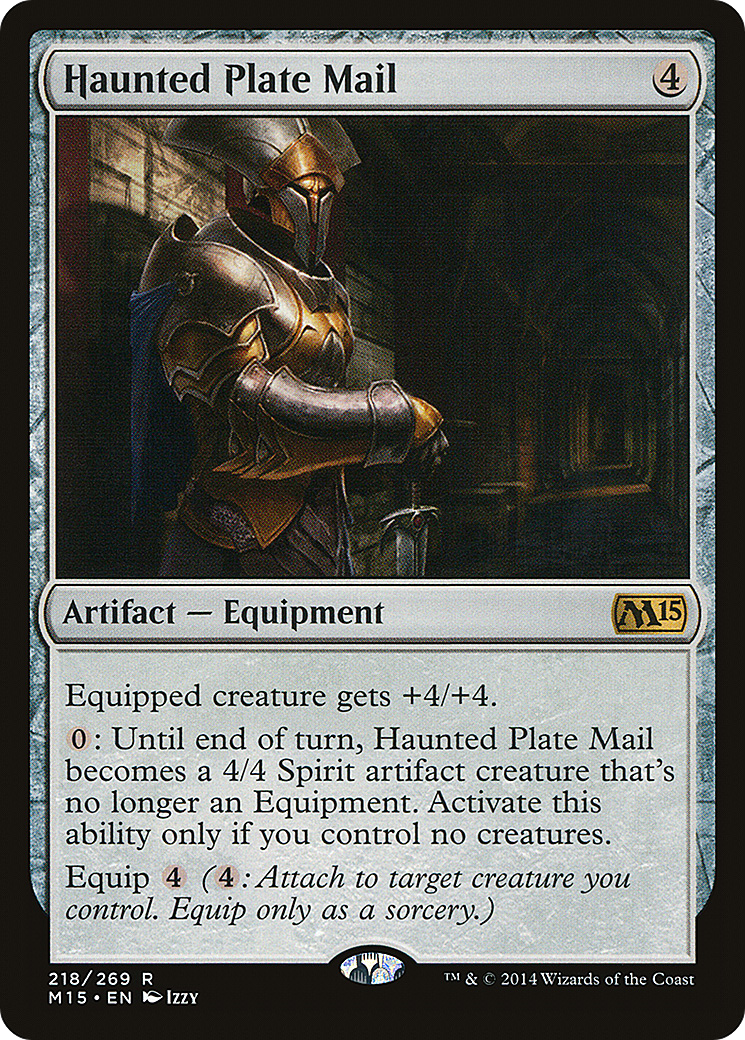 Haunted Plate Mail 4
Artifact — Equipment M15
Equipped creature gets +4/+4.
0: Until end of turn, Haunted Plate Mail
becomes a 4/4 Spirit artifact creature that's
no longer an Equipment. Activate this
ability only if you control no creatures.
Equip 4 (4: Attach to target creature you
control. Equip only as a sorcery.)
218/269 R ™ & © 2014 Wizards of the Coast
M15 • EN Izzy